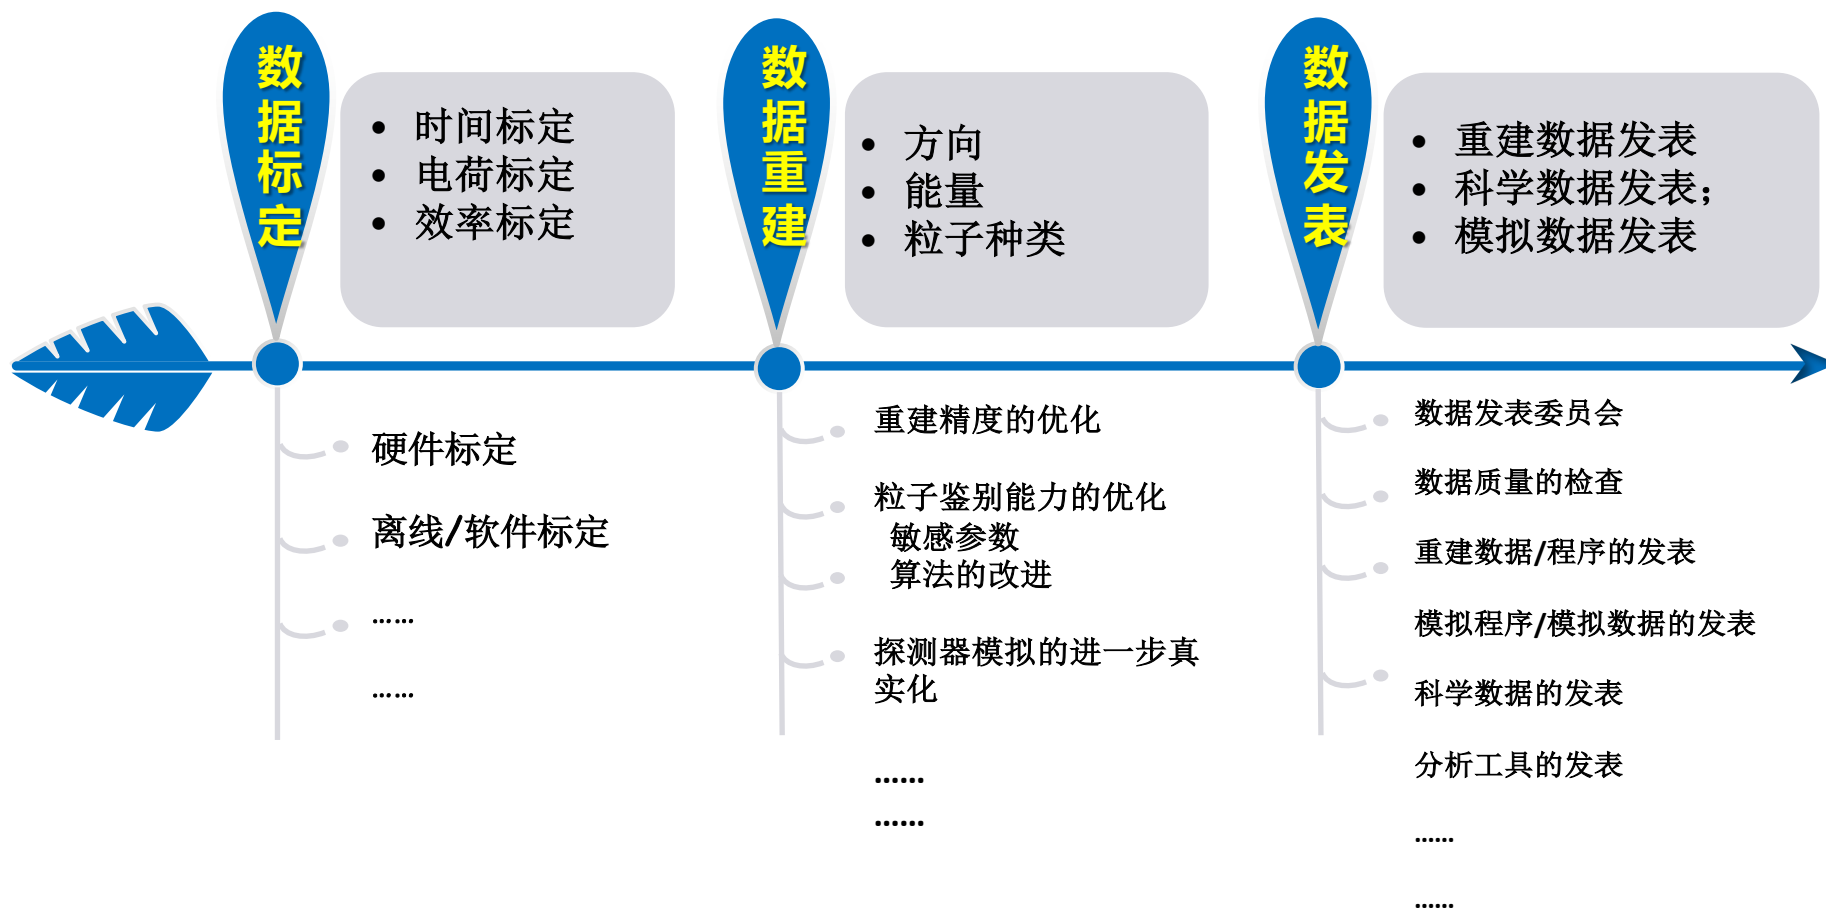 数据标定
• 时间标定
• 电荷标定
• 效率标定
硬件标定
离线/软件标定
……
……
数据重建
• 方向
• 能量
• 粒子种类
重建精度的优化
粒子鉴别能力的优化
敏感参数
算法的改进
探测器模拟的进一步真
实化
……
……
数据发表
• 重建数据发表
• 科学数据发表；
• 模拟数据发表
数据发表委员会
数据质量的检查
重建数据/程序的发表
模拟程序/模拟数据的发表
科学数据的发表
分析工具的发表
……
……